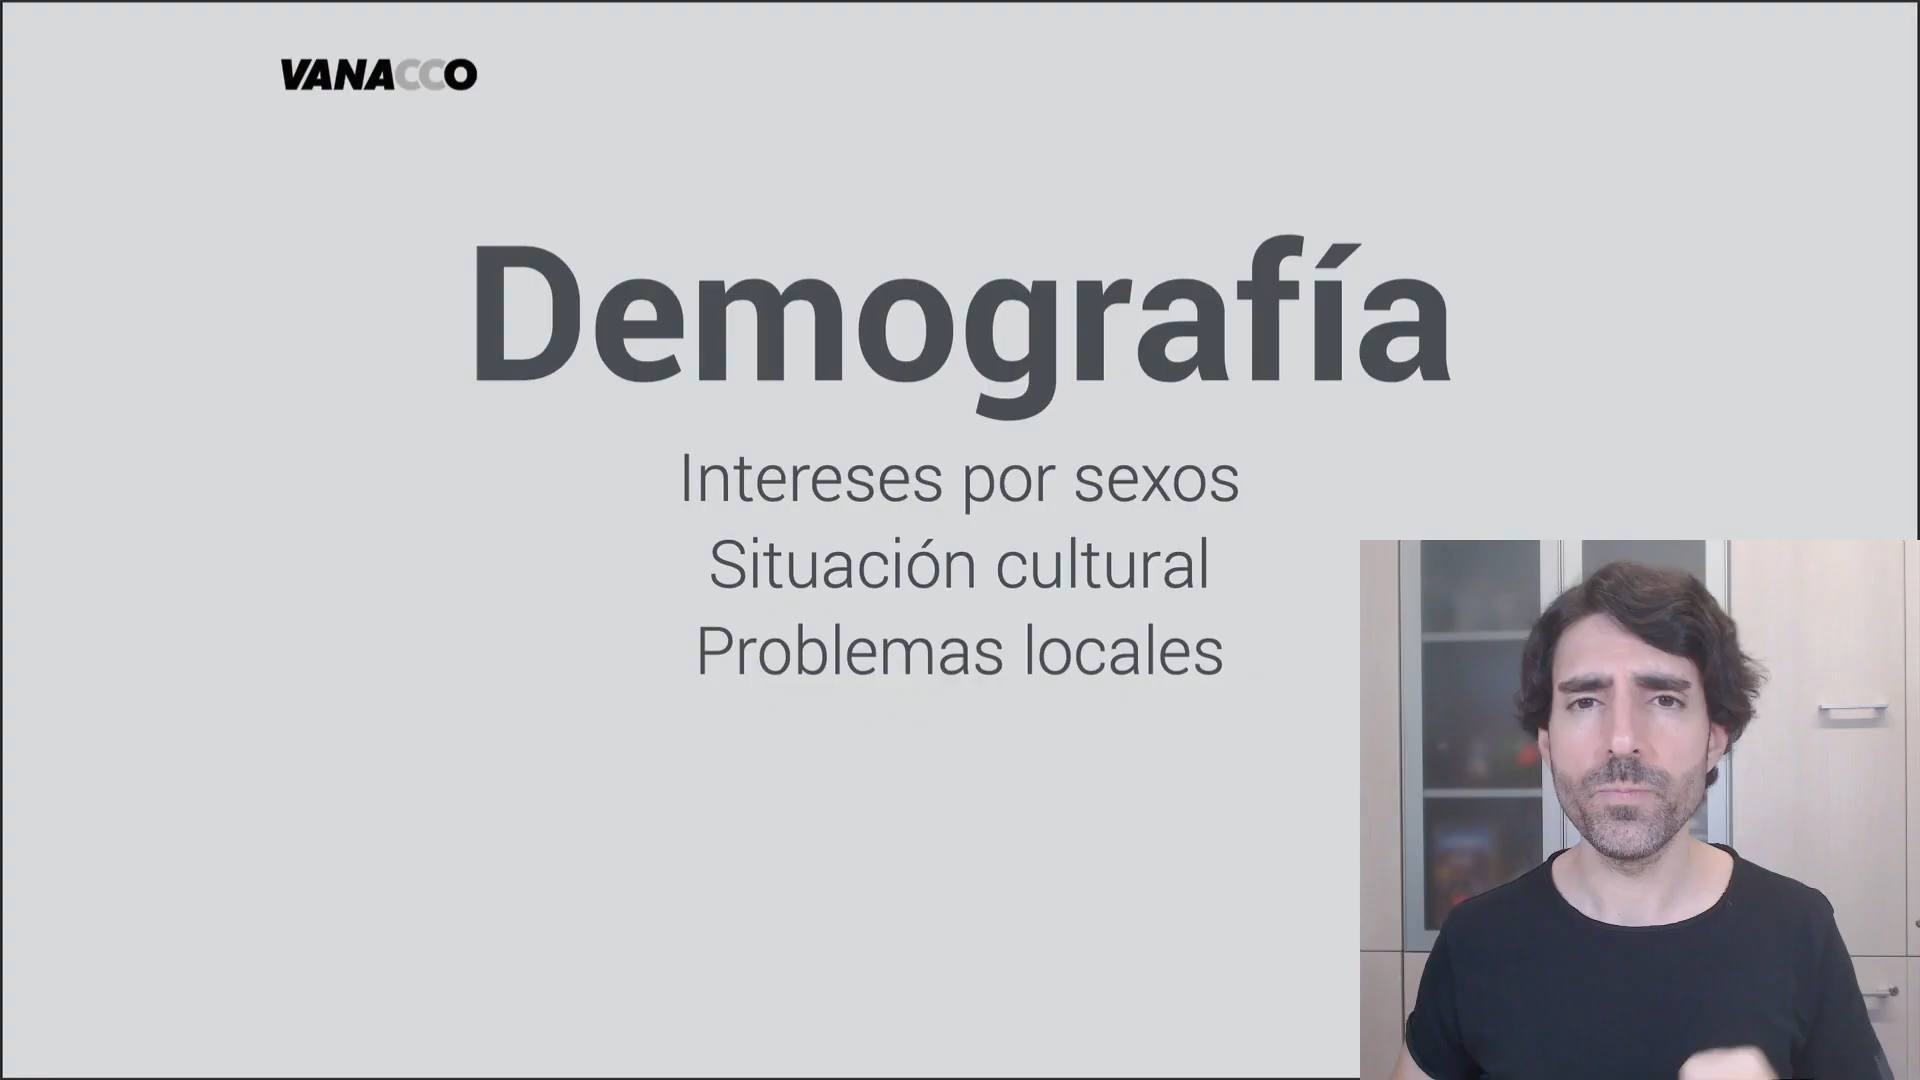 VANACCO
Demografía
Intereses por sexos
Situación cultural
Problemas locales